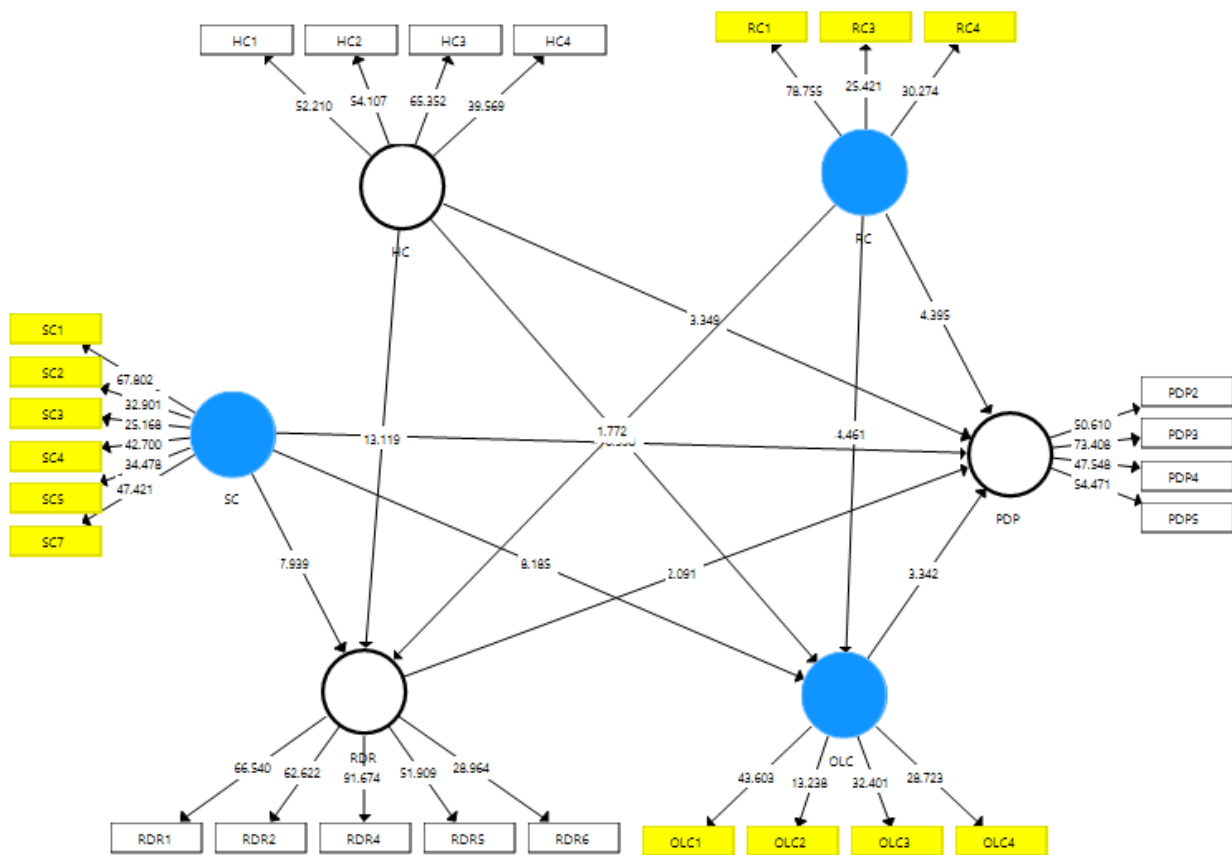 HC1 HC2 HC3 HC4
RC1 RC3 RC4
52.210 54.107 65.352 39.569
78.755 25.421 30.274
HC
RC
3.349
4.395
SC1
SC2
SC3
SC4
SC5
SC7
67.802
32.901
25.168
42.700
34.478
47.421
SC
13.119
1.772
4.461
PDP2
PDP3
PDP4
PDP5
50.610
73.408
47.548
54.471
PDP
7.939
8.185
2.091
3.342
RDR
OLC
66.540 62.622 91.674 51.909 28.964
43.603 13.238 32.401 28.723
RDR1 RDR2 RDR4 RDR5 RDR6
OLC1 OLC2 OLC3 OLC4